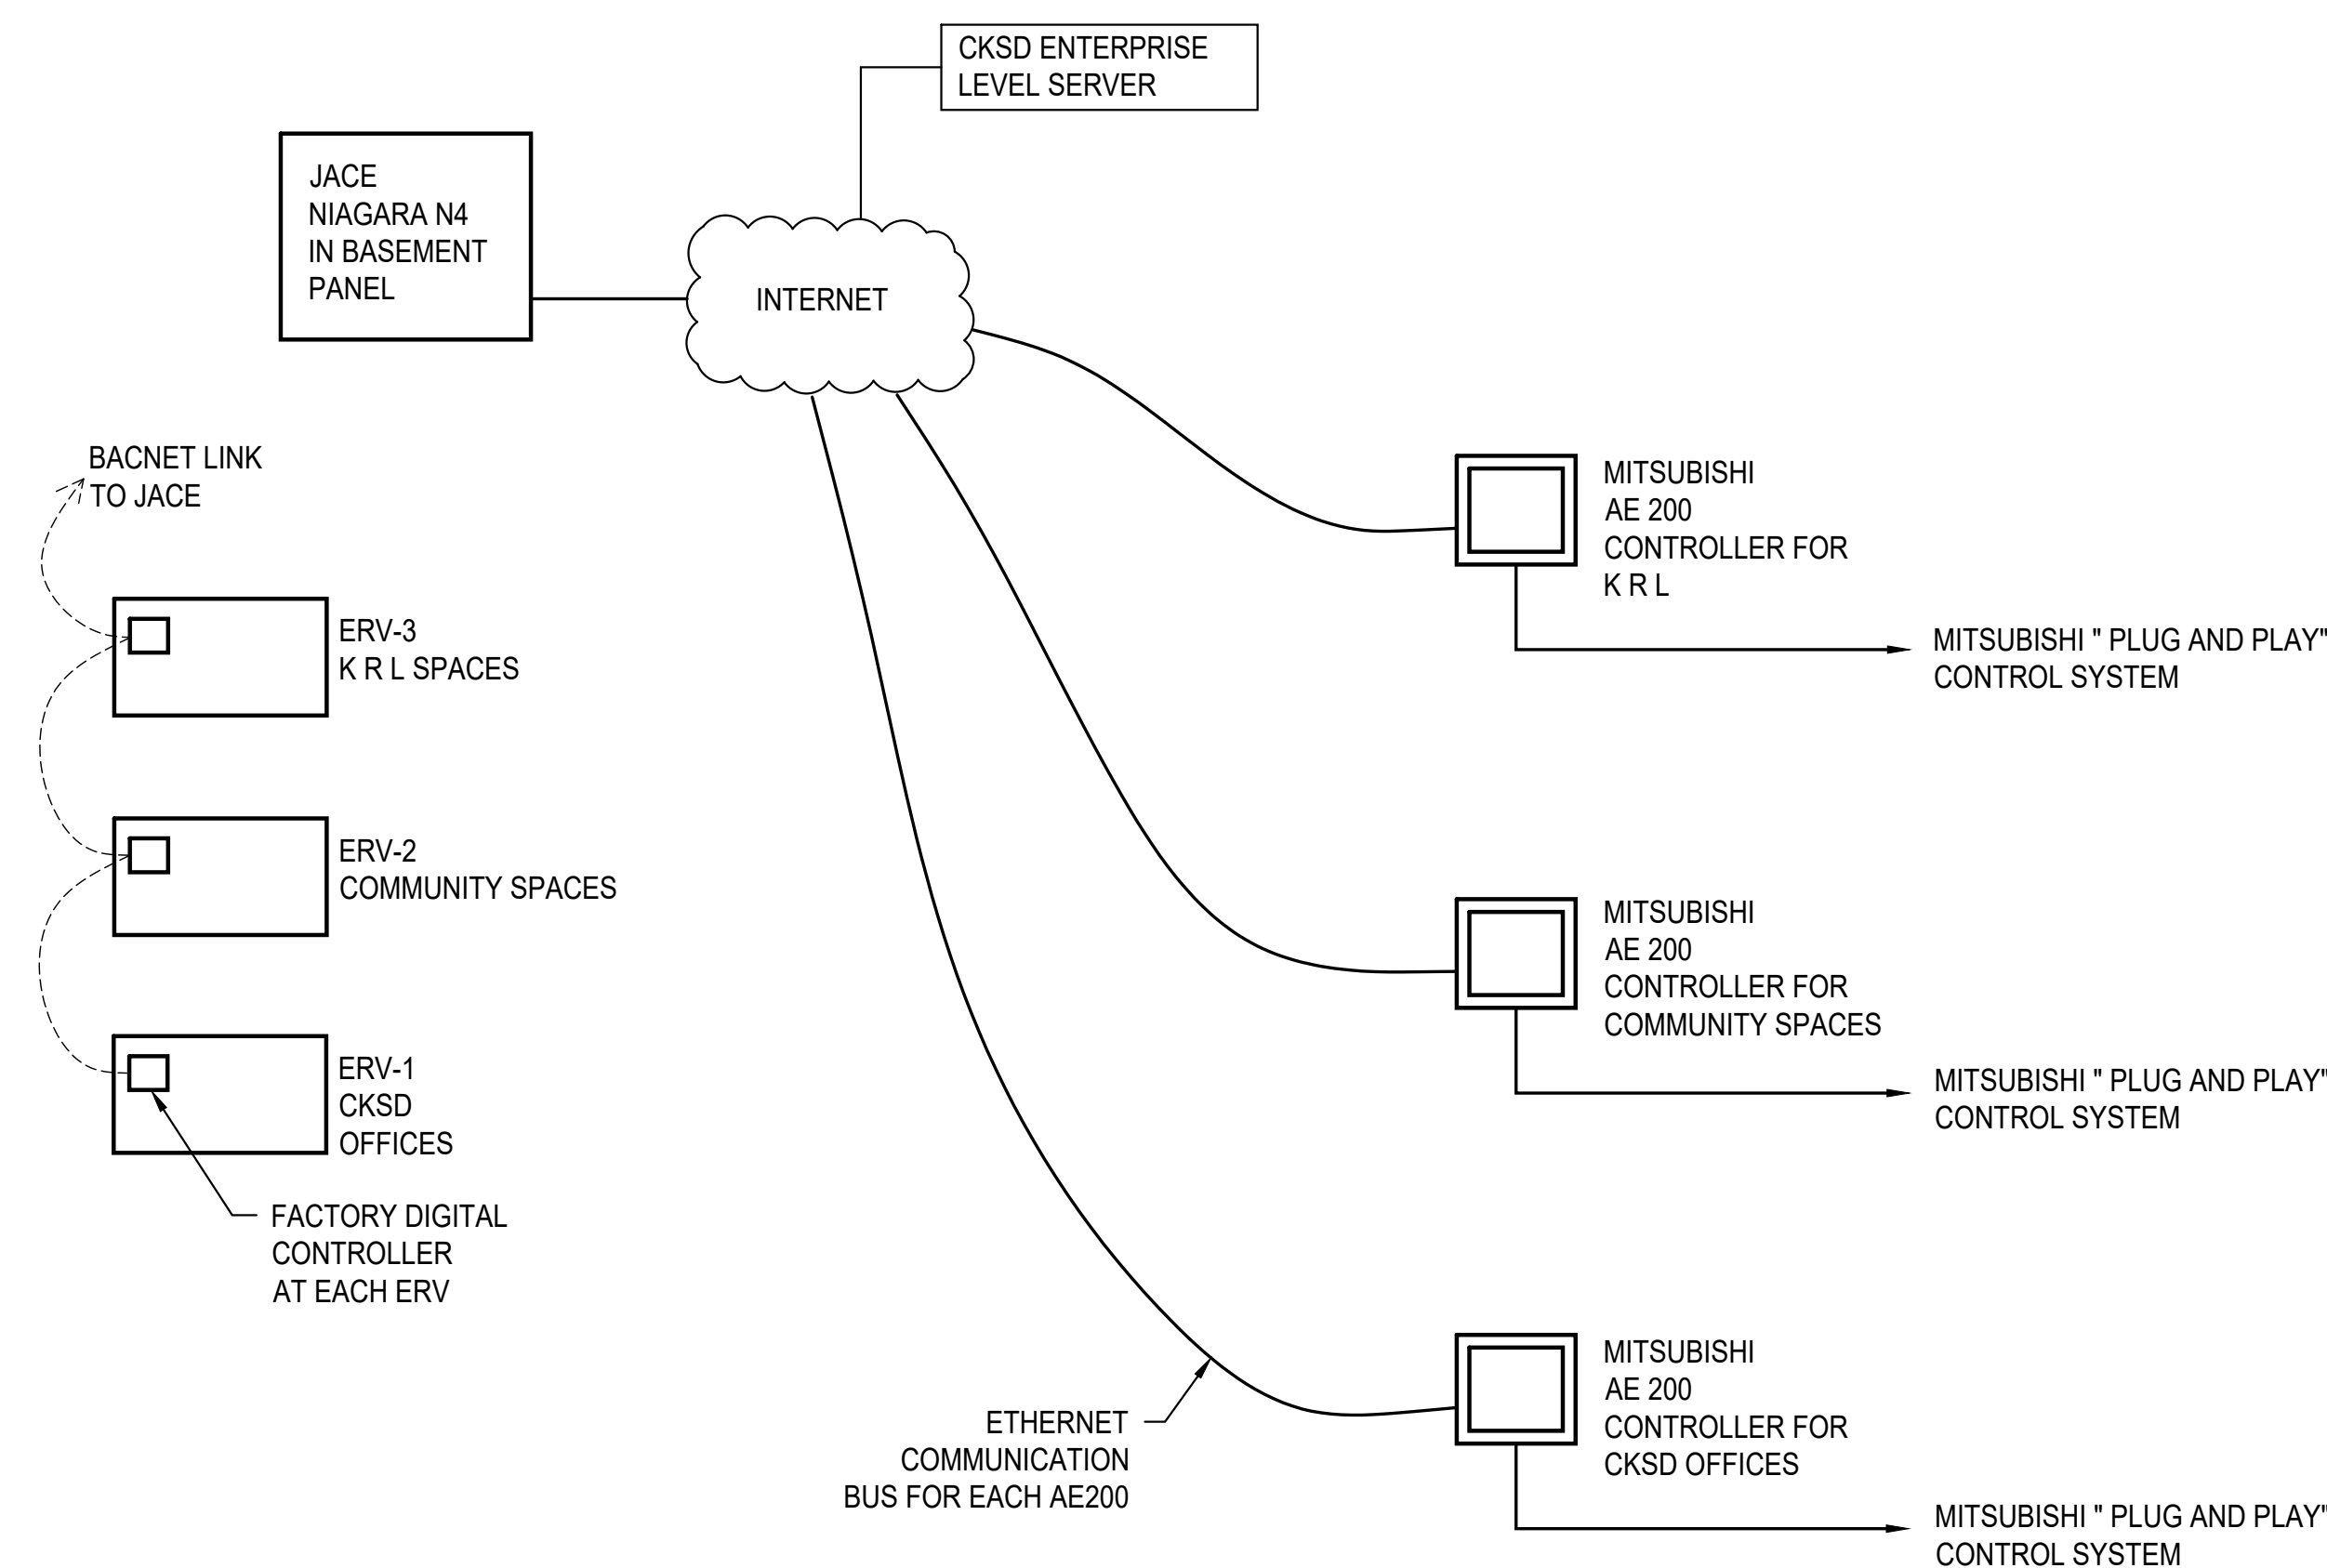 CKSD ENTERPRISE
LEVEL SERVER
JACE
NIAGARA N4
IN BASEMENT
PANEL
INTERNET
BACNET LINK
TO JACE
MITSUBISHI
AE 200
CONTROLLER FOR
K R L
ERV-3
K R L SPACES
MITSUBISHI " PLUG AND PLAY"
CONTROL SYSTEM
ERV-2
COMMUNITY SPACES
MITSUBISHI
AE 200
CONTROLLER FOR
COMMUNITY SPACES
ERV-1
CKSD
OFFICES
MITSUBISHI " PLUG AND PLAY"
CONTROL SYSTEM
FACTORY DIGITAL
CONTROLLER
AT EACH ERV
MITSUBISHI
AE 200
CONTROLLER FOR
CKSD OFFICES
ETHERNET
COMMUNICATION
BUS FOR EACH AE200
MITSUBISHI " PLUG AND PLAY"
CONTROL SYSTEM